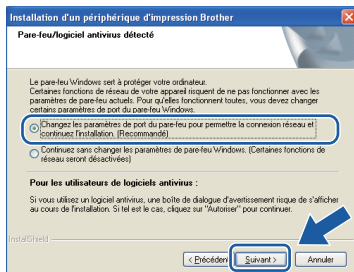 Installation d'un périphérique d'impression Brother
Pare-feu/logiciel antivirus détecté
Le pare-feu Windows sert à protéger votre ordinateur.
Certaines fonctions de réseau de votre appareil risquent de ne pas fonctionner avec les
paramètres de pare-feu actuels. Pour qu'elles fonctionnent toutes, vous devez changer
certains paramètres de port du pare-feu Windows.
Changez les paramètres de port du pare-feu pour permettre la connexion réseau et
continuez l'installation. (Recommandé)
Continuez sans changer les paramètres de pare-feu Windows. (Certaines fonctions de
réseau seront désactivées)
Pour les utilisateurs de logiciels antivirus :
Si vous utilisez un logiciel antivirus, une boîte de dialogue d'avertissement risque de s'afficher
au cours de l'installation. Si tel est le cas, cliquez sur "Autoriser" pour continuer.
InstallShield
< Précédent Suivant > Annuler